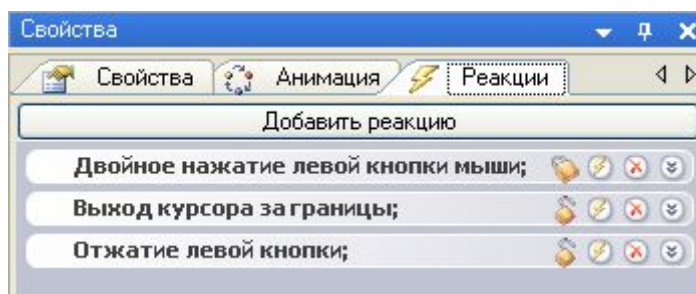 Свойства
Свойства Анимация Реакции
Добавить реакцию
Двойное нажатие левой кнопки мыши;
Выход курсора за границы;
Отжатие левой кнопки;